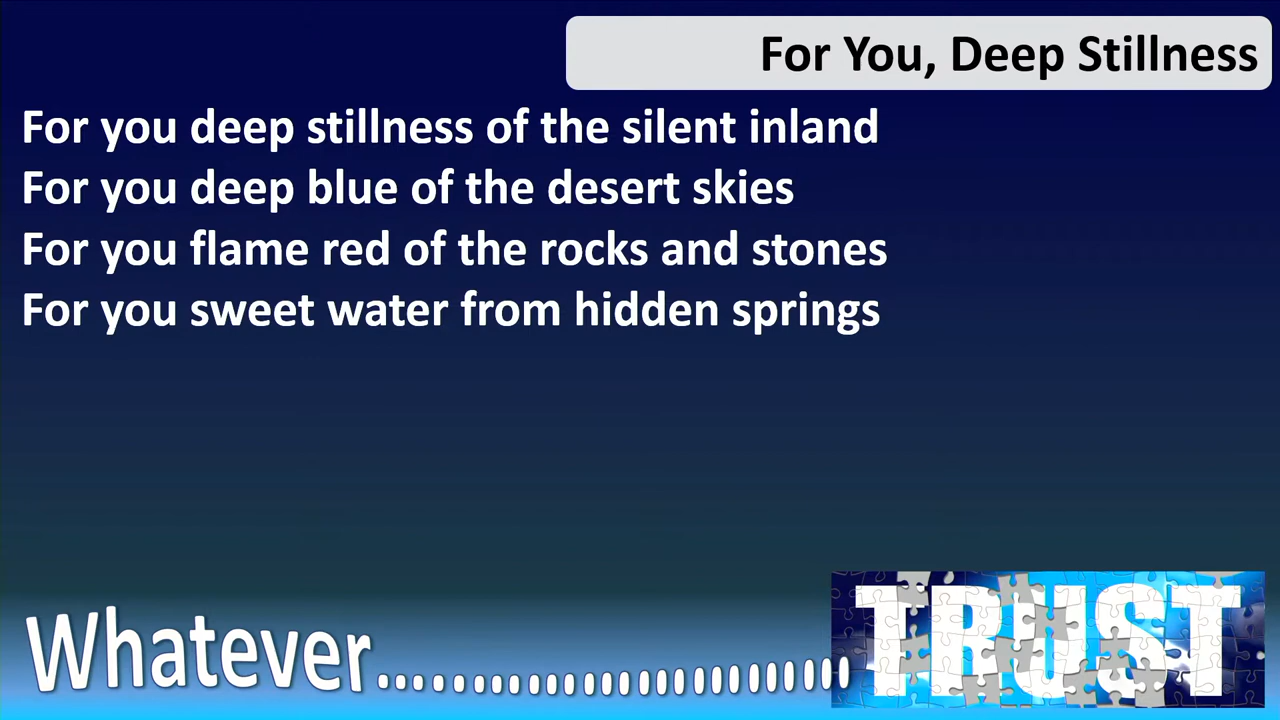 For You, Deep Stillness
For you deep stillness of the silent inland
For you deep blue of the desert skies
For you flame red of the rocks and stones
For you sweet water from hidden springs
Whatever.......................... TRUST